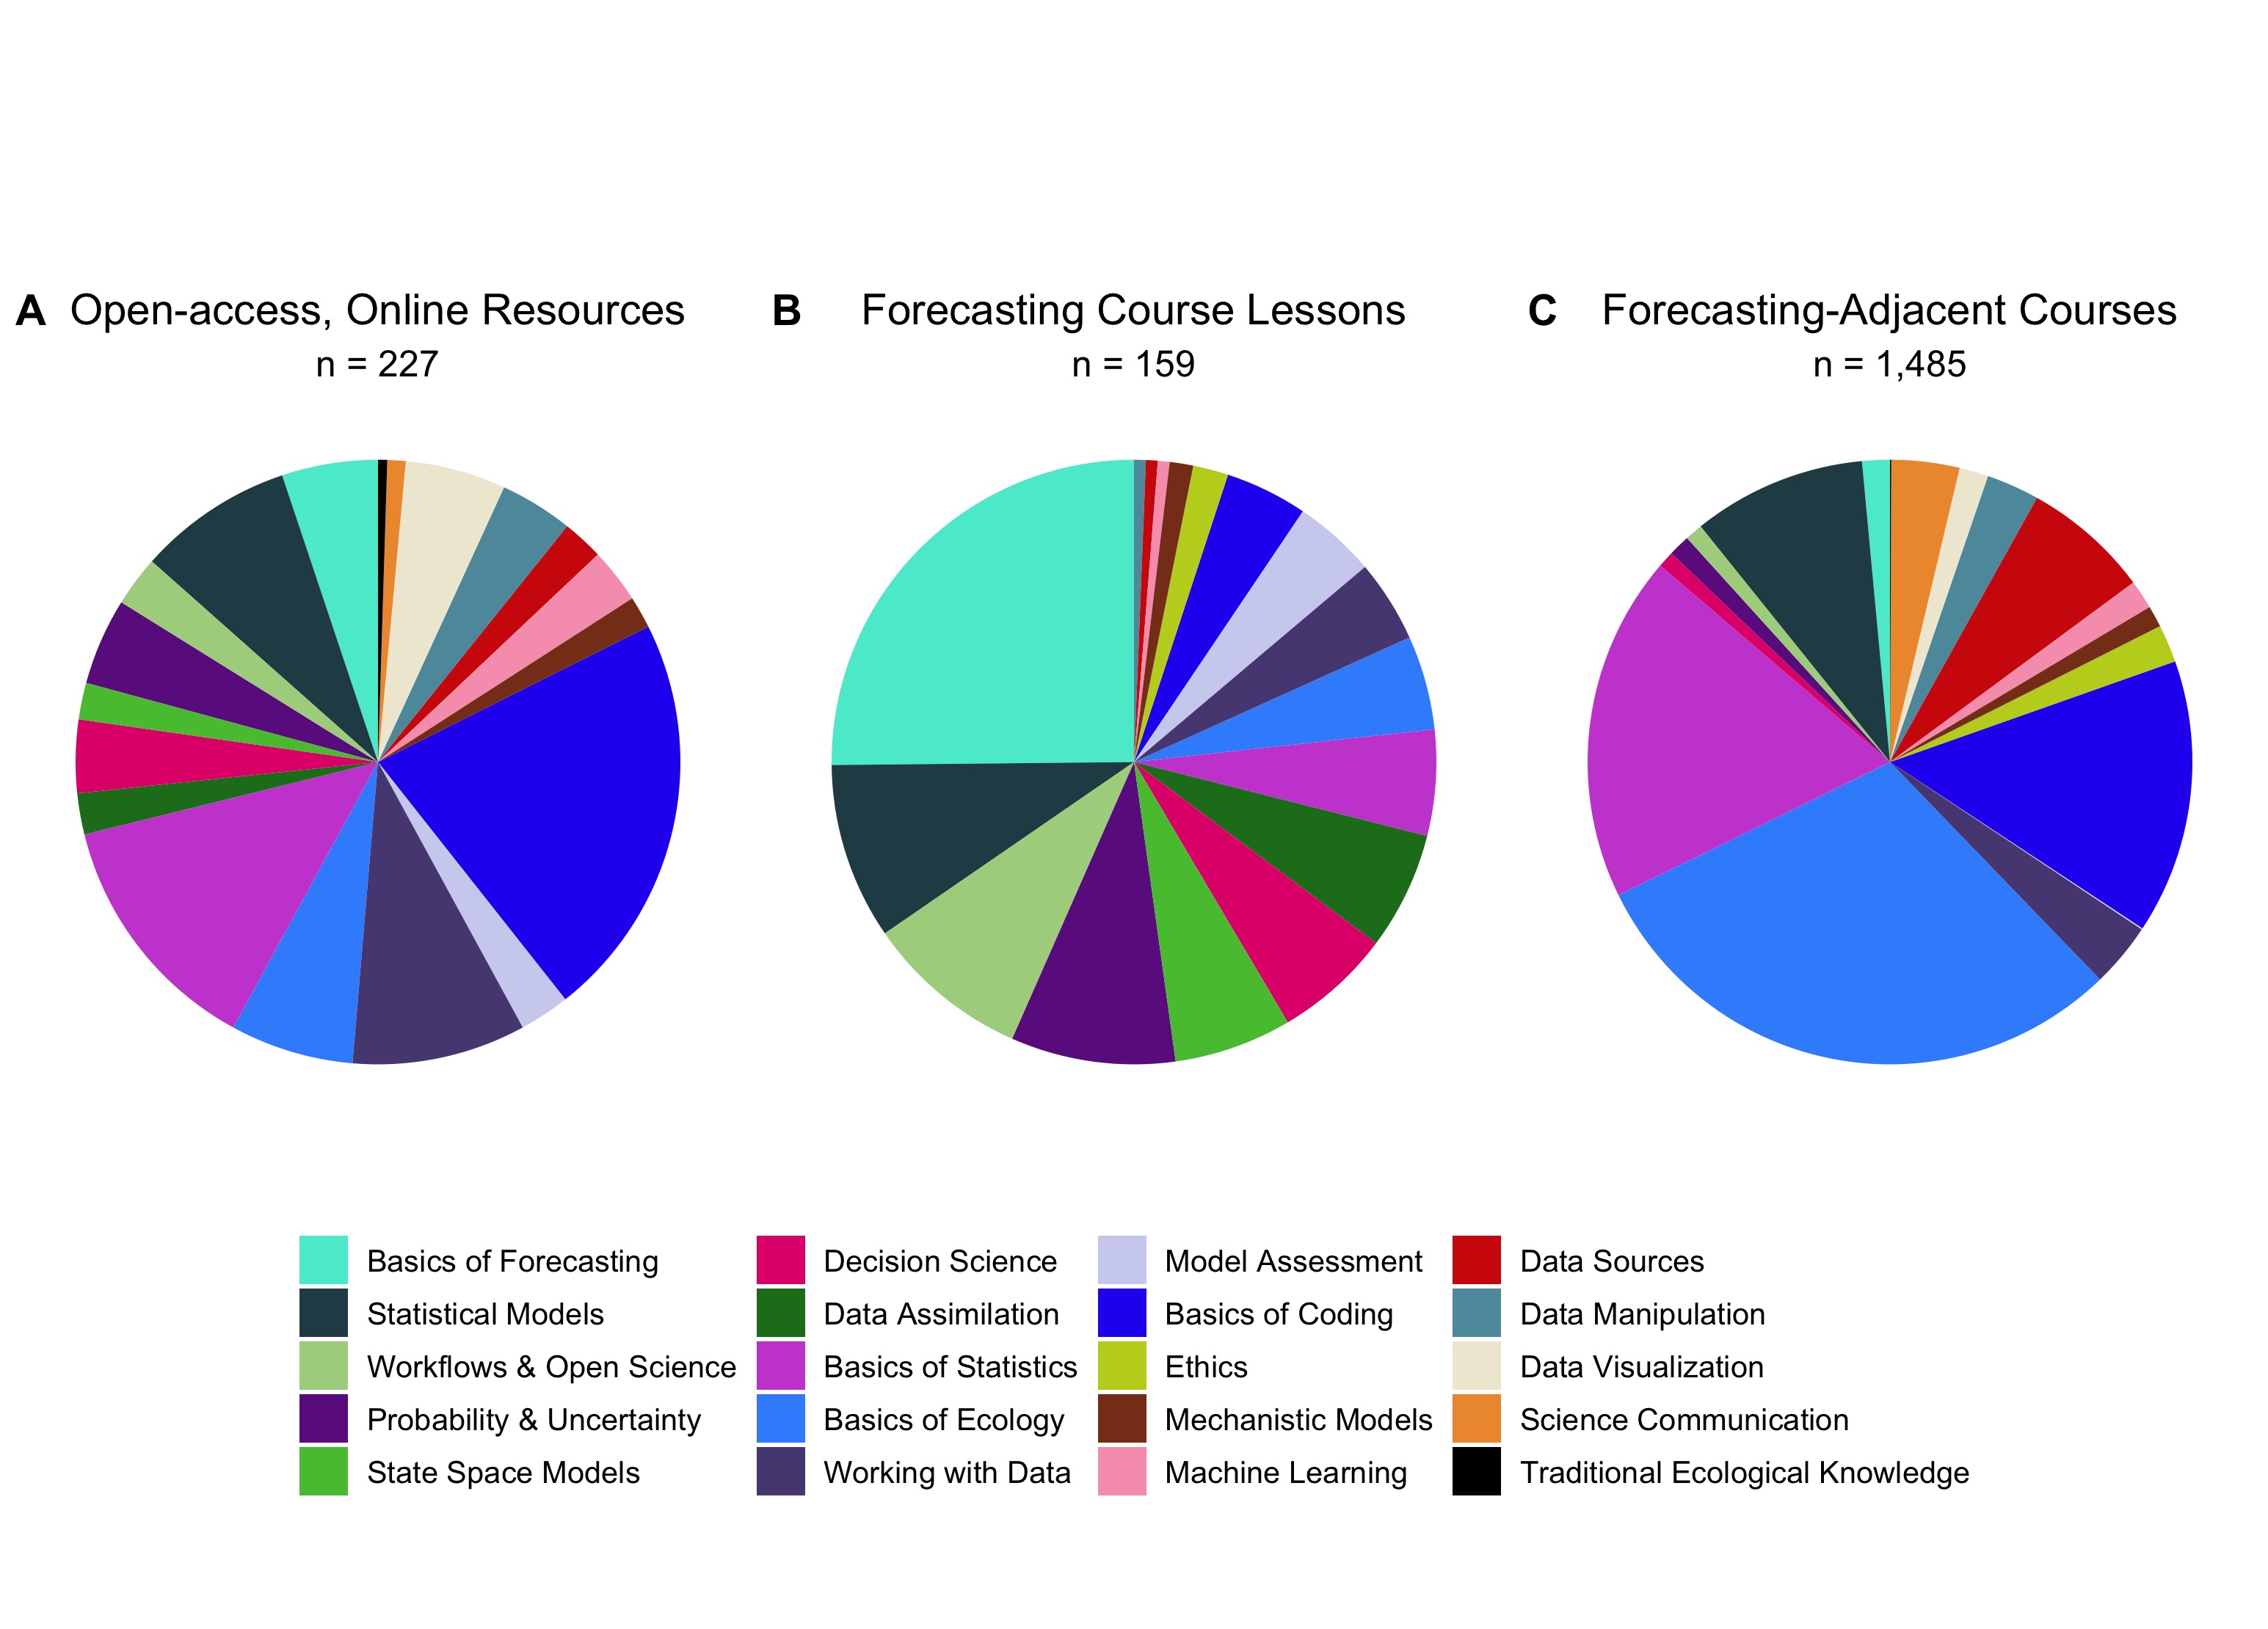 A Open-access, Online Resources
n = 227
B Forecasting Course Lessons
n = 159
C Forecasting-Adjacent Courses
n = 1,485
Basics of Forecasting
Statistical Models
Workflows & Open Science
Probability & Uncertainty
State Space Models
Decision Science
Data Assimilation
Basics of Statistics
Basics of Ecology
Working with Data
Model Assessment
Basics of Coding
Ethics
Mechanistic Models
Machine Learning
Data Sources
Data Manipulation
Data Visualization
Science Communication
Traditional Ecological Knowledge